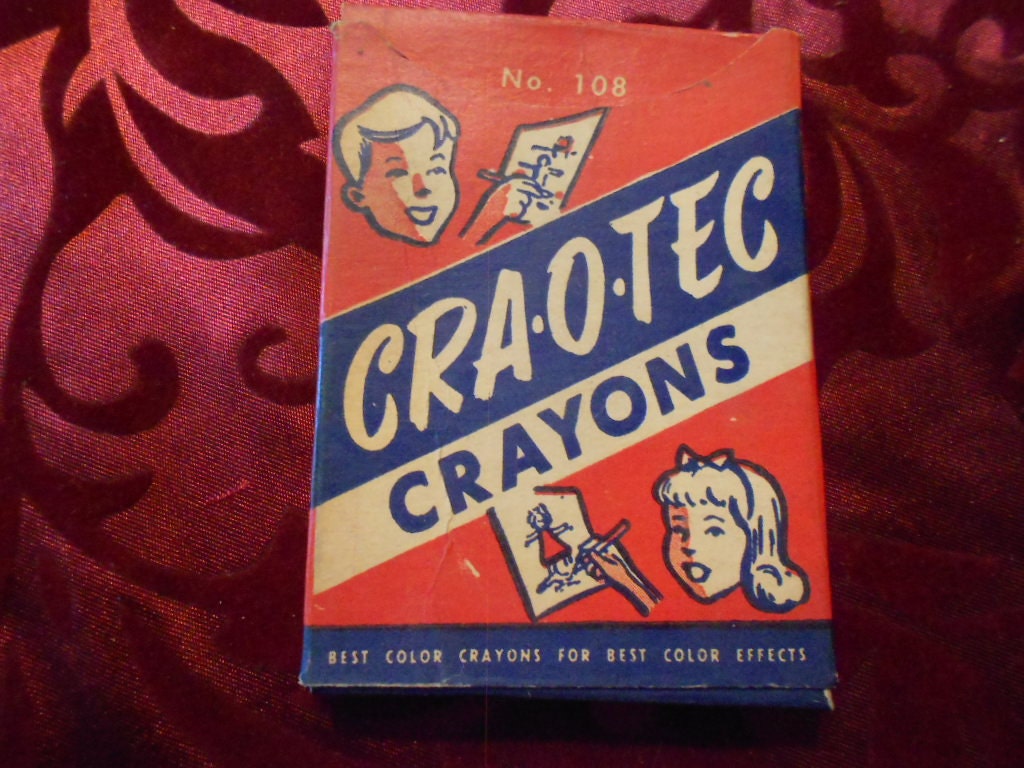 No. 108
CRA·O·TEC
CRAYONS
BEST COLOR CRAYONS FOR BEST COLOR EFFECTS